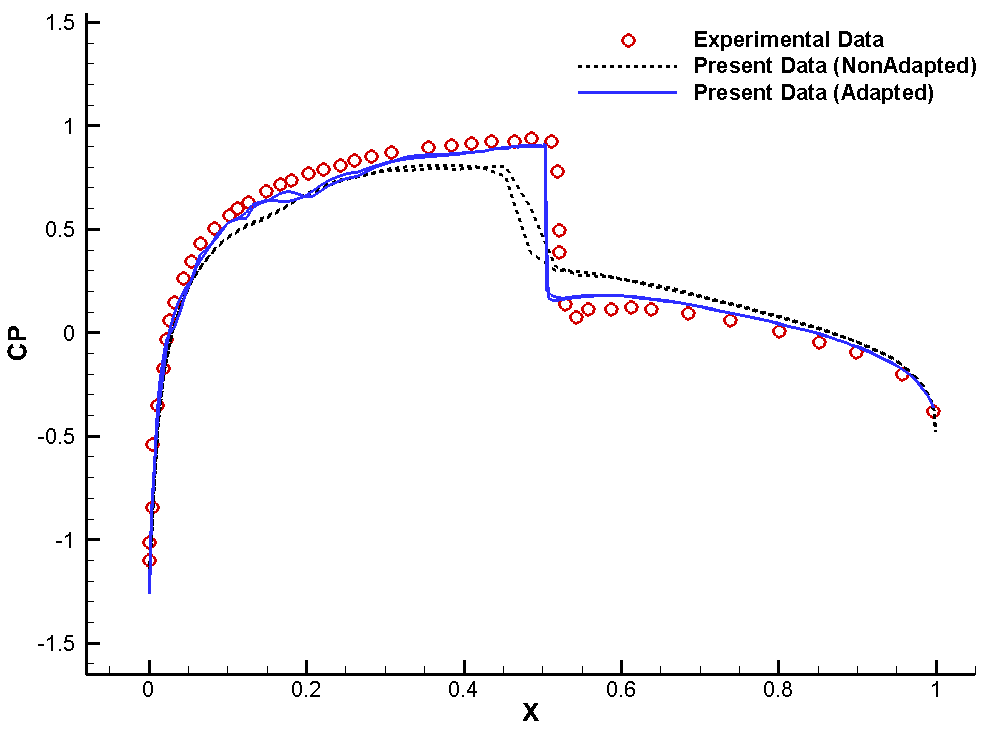 1.5
Experimental Data
Present Data (NonAdapted)
Present Data (Adapted)
1
0.5
0
-0.5
-1
-1.5
CP
0 0.2 0.4 0.6 0.8 1
X